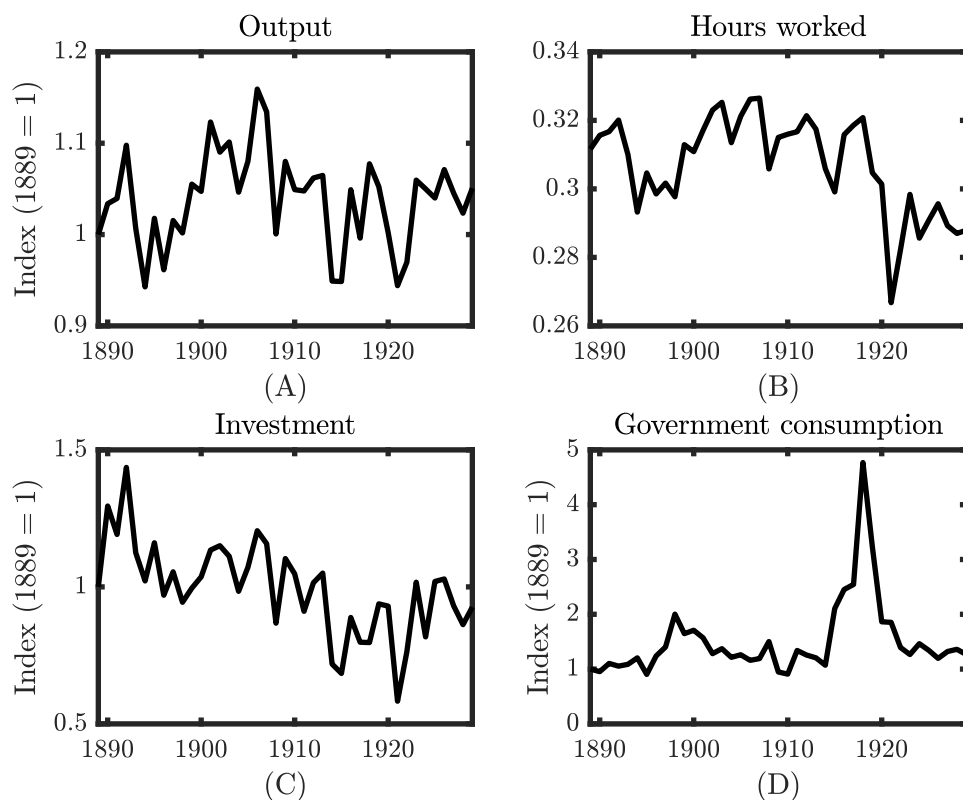 Output
Index (1889 = 1)
1.2
1.1
1
0.9
1890 1900 1910 1920
(A)
Hours worked
0.34
0.32
0.3
0.28
0.26
1890 1900 1910 1920
(B)
Investment
Index (1889 = 1)
1.5
1
0.5
1890 1900 1910 1920
(C)
Government consumption
Index (1889 = 1)
5
4
3
2
1
0
1890 1900 1910 1920
(D)